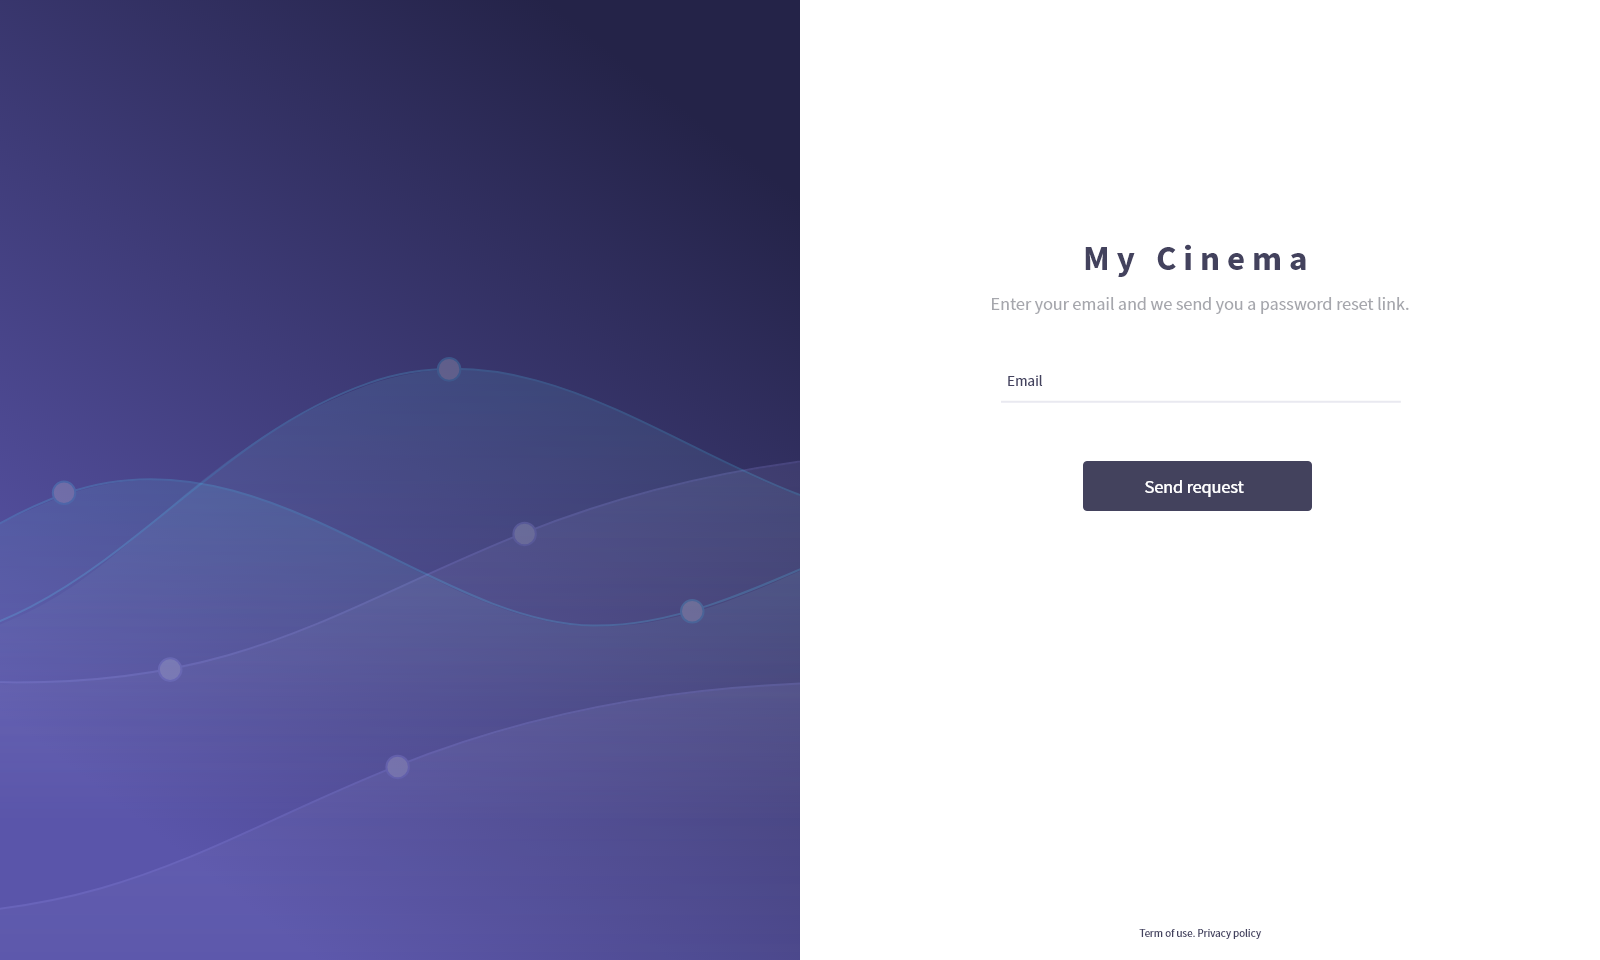 My Cinema
Enter your email and we send you a password reset link.
Email
Send request
Term of use. Privacy policy